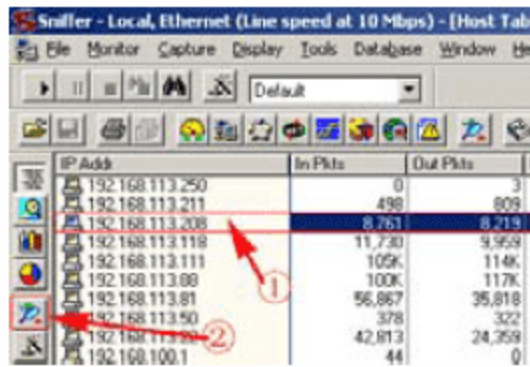 Sniffer - Local, Ethernet (Line speed at 10 Mbps) - [Host Tab
File Monitor Capture Display Tools Database Window He
Default
IP Addr In Pkts Out Pkts
192.168.113.250 0 3
192.168.113.211 498 809
192.168.113.208 8,761 8,219
192.168.113.118 11,730 9,959
192.168.113.111 105K 114K
192.168.113.88 100K 117K
①
192.168.113.81 56,867 35,818
192.168.113.50 378 322
② 42,813 24,359
192.168.100.1 44 0